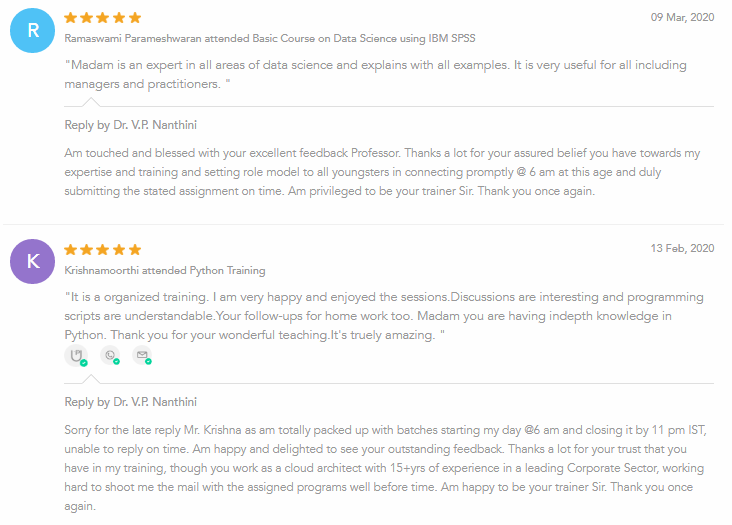 R
09 Mar, 2020
Ramaswami Parameshwaran attended Basic Course on Data Science using IBM SPSS
"Madam is an expert in all areas of data science and explains with all examples. It is very useful for all including
managers and practitioners. "
Reply by Dr. V.P. Nanthini
Am touched and blessed with your excellent feedback Professor. Thanks a lot for your assured belief you have towards my
expertise and training and setting role model to all youngsters in connecting promptly @ 6 am at this age and duly
submitting the stated assignment on time. Am privileged to be your trainer Sir. Thank you once again.
K
13 Feb, 2020
Krishnamoorthi attended Python Training
"It is a organized training. I am very happy and enjoyed the sessions.Discussions are interesting and programming
scripts are understandable.Your follow-ups for home work too. Madam you are having indepth knowledge in
Python. Thank you for your wonderful teaching.It's truely amazing. "
Reply by Dr. V.P. Nanthini
Sorry for the late reply Mr. Krishna as am totally packed up with batches starting my day @6 am and closing it by 11 pm IST,
unable to reply on time. Am happy and delighted to see your outstanding feedback. Thanks a lot for your trust that you
have in my training, though you work as a cloud architect with 15+yrs of experience in a leading Corporate Sector, working
hard to shoot me the mail with the assigned programs well before time. Am happy to be your trainer Sir. Thank you once
again.